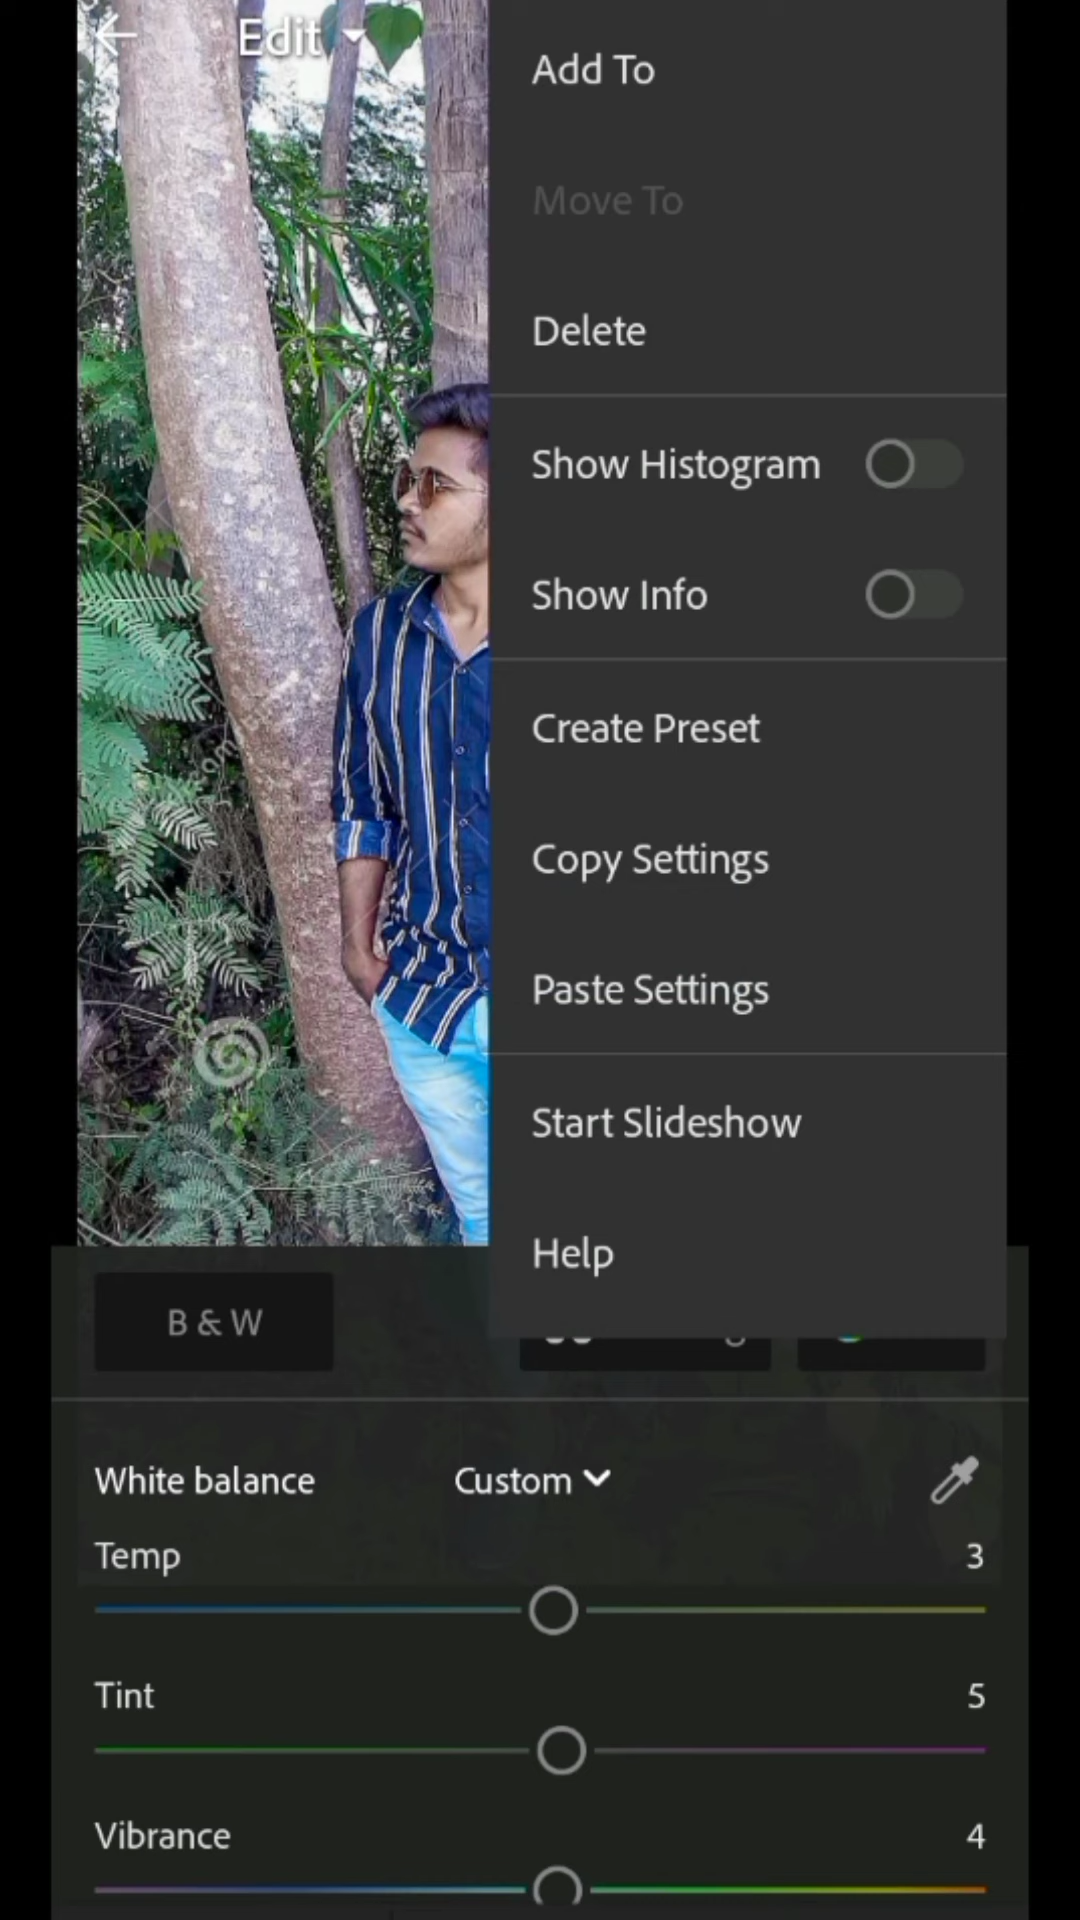 Edit
Add To
Move To
Delete
Show Histogram
Show Info
Create Preset
Copy Settings
Paste Settings
Start Slideshow
Help
B & W
White balance
Custom
Temp
3
Tint
5
Vibrance
4